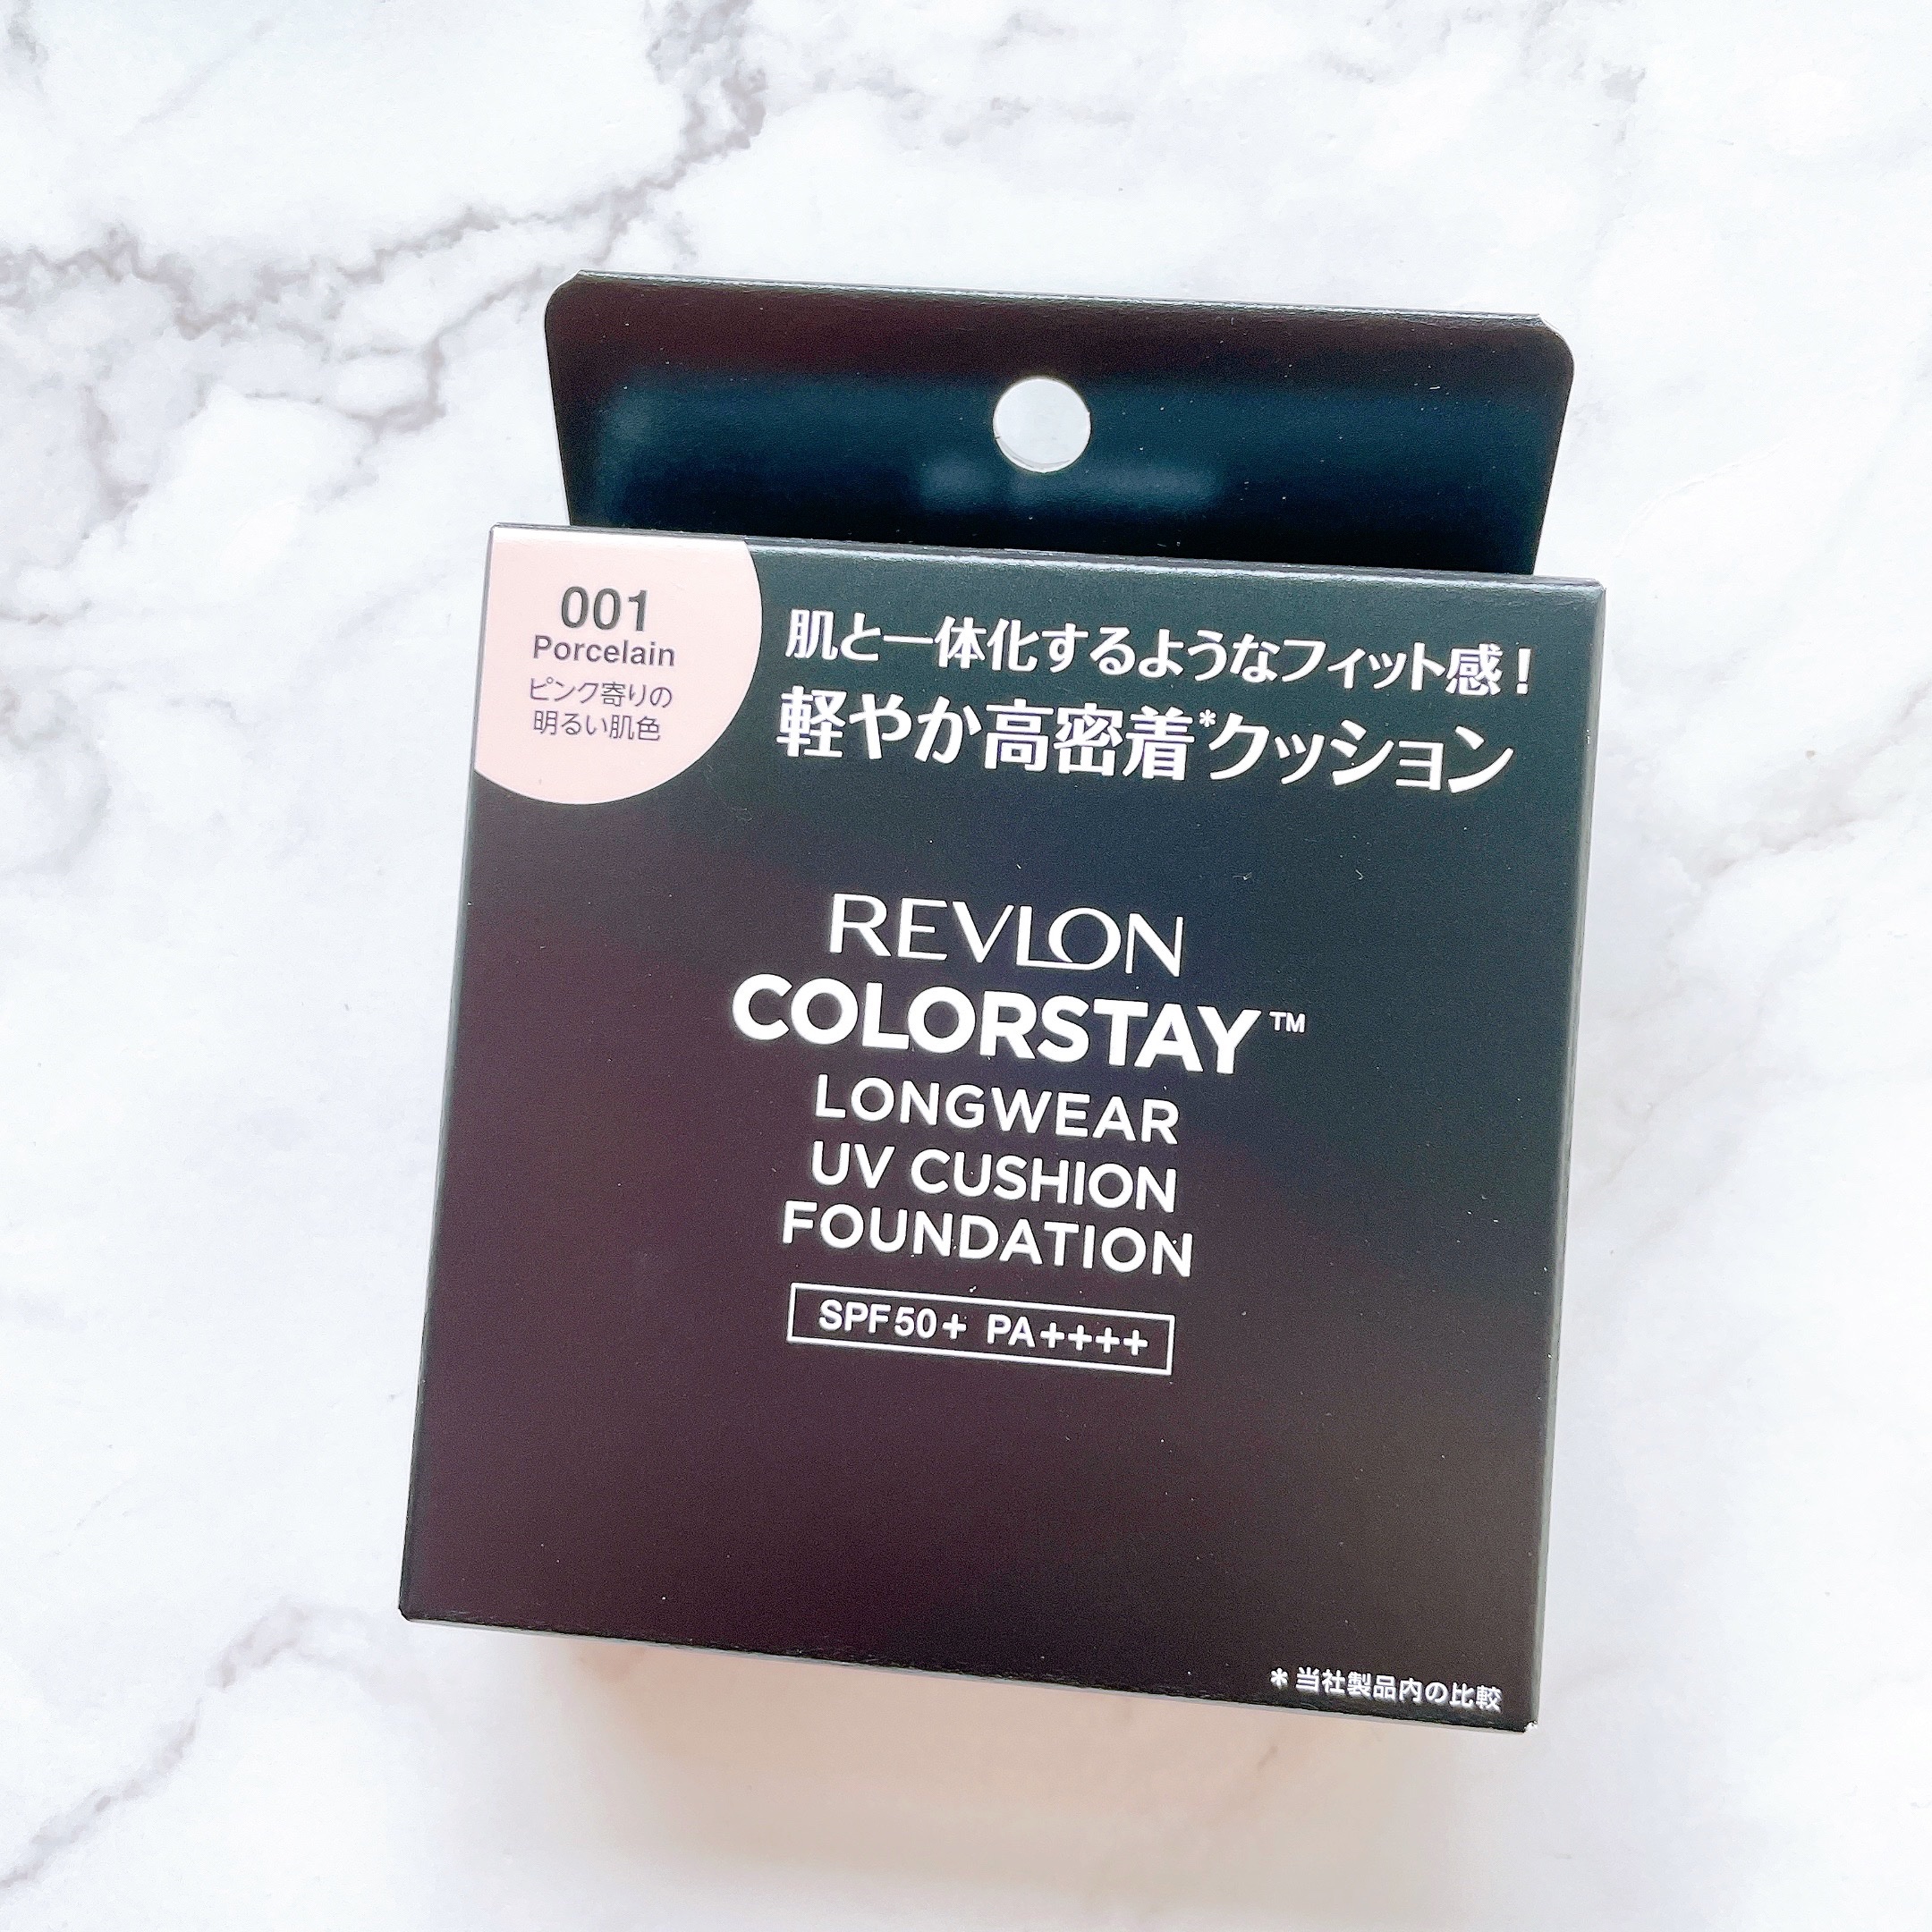 001
Porcelain
ピンク寄りの
明るい肌色
肌と一体化するようなフィット感!
軽やか高密着*クッション
REVLON
COLORSTAY™
LONGWEAR
UV CUSHION
FOUNDATION
SPF50+ PA++++
* 当社製品内の比較